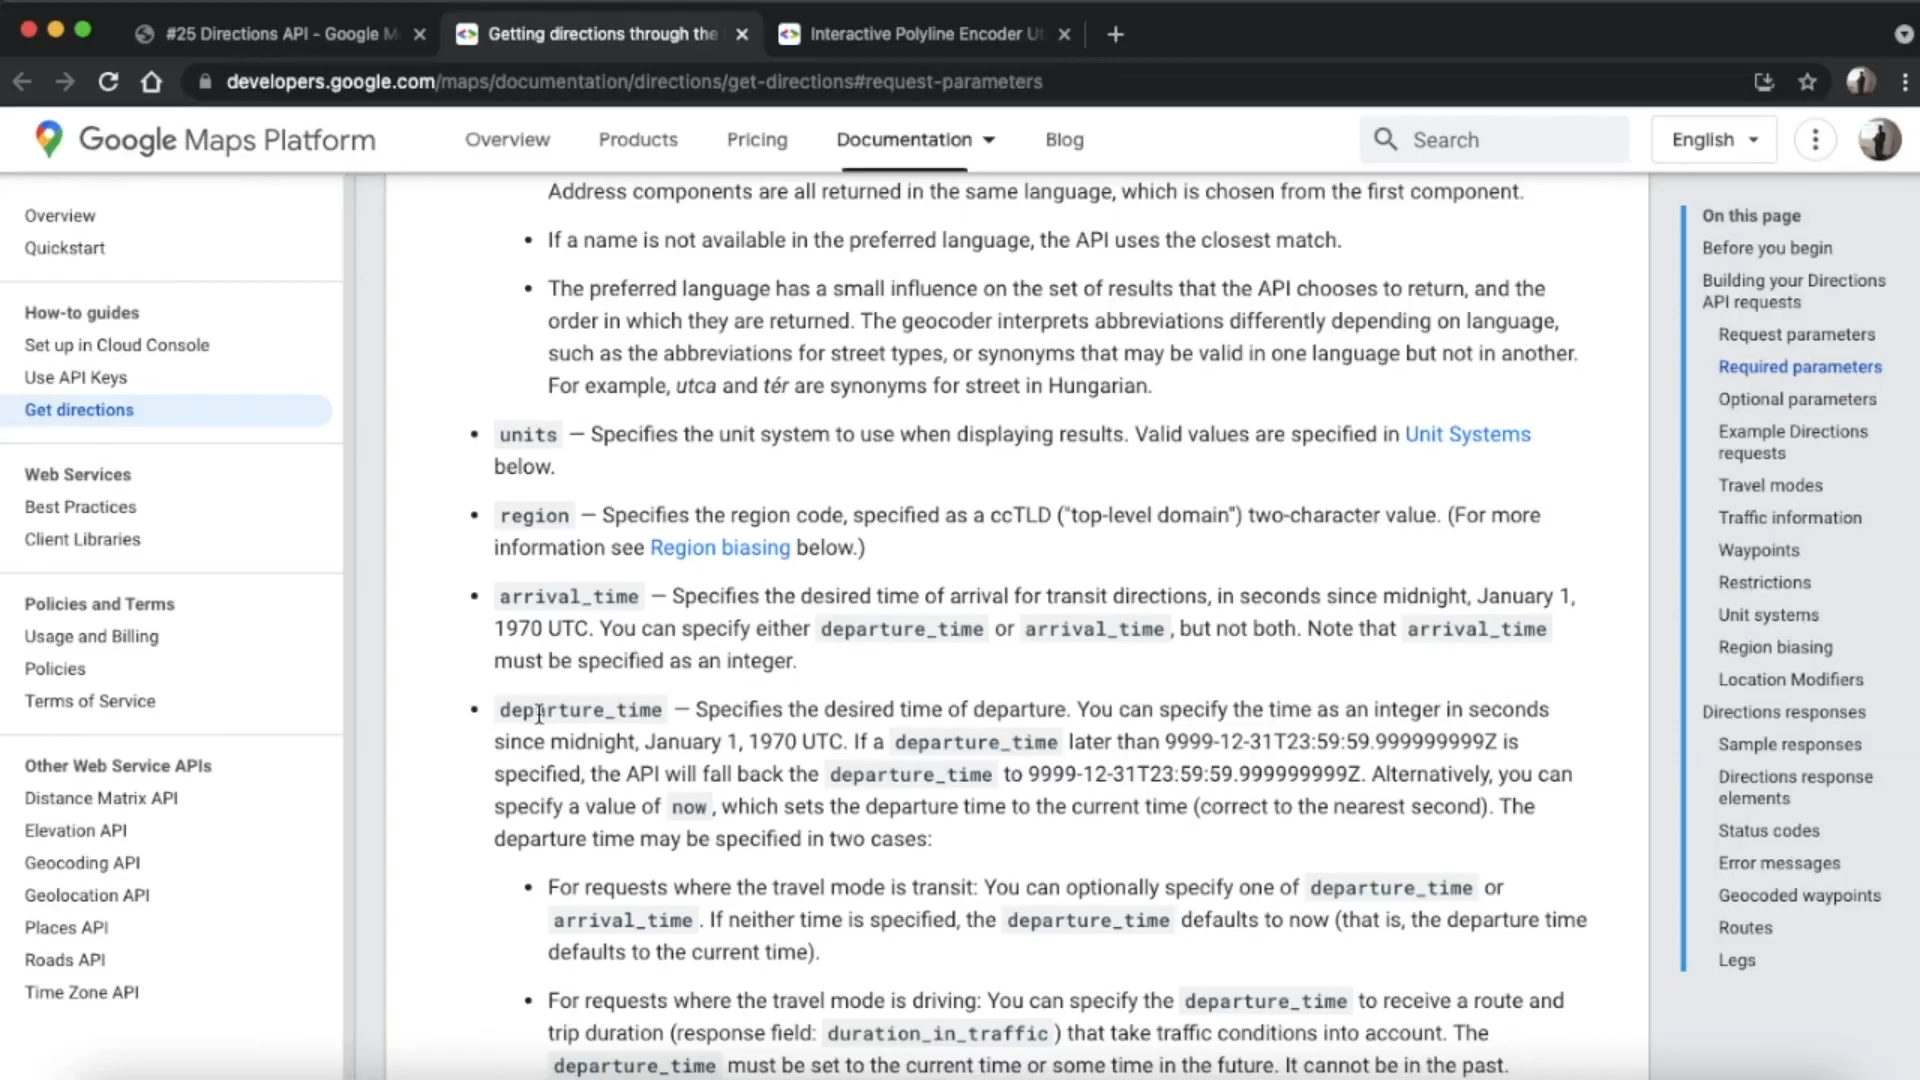 #25 Directions API - Google M
Getting directions through the
Interactive Polyline Encoder Ut
developers.google.com/maps/documentation/directions/get-directions#request-parameters
Google Maps Platform
Overview
Products
Pricing
Documentation
Blog
Search
English
Overview
Quickstart
How-to guides
Set up in Cloud Console
Use API Keys
Get directions
Web Services
Best Practices
Client Libraries
Policies and Terms
Usage and Billing
Policies
Terms of Service
Other Web Service APIs
Distance Matrix API
Elevation API
Geocoding API
Geolocation API
Places API
Roads API
Time Zone API
Address components are all returned in the same language, which is chosen from the first component.
• If a name is not available in the preferred language, the API uses the closest match.
• The preferred language has a small influence on the set of results that the API chooses to return, and the
order in which they are returned. The geocoder interprets abbreviations differently depending on language,
such as the abbreviations for street types, or synonyms that may be valid in one language but not in another.
For example, utca and tér are synonyms for street in Hungarian.
• units — Specifies the unit system to use when displaying results. Valid values are specified in Unit Systems
below.
• region — Specifies the region code, specified as a ccTLD ("top-level domain") two-character value. (For more
information see Region biasing below.)
• arrival_time — Specifies the desired time of arrival for transit directions, in seconds since midnight, January 1,
1970 UTC. You can specify either departure_time or arrival_time, but not both. Note that arrival_time
must be specified as an integer.
• departure_time — Specifies the desired time of departure. You can specify the time as an integer in seconds
since midnight, January 1, 1970 UTC. If a departure_time later than 9999-12-31T23:59:59.999999999Z is
specified, the API will fall back the departure_time to 9999-12-31T23:59:59.999999999Z. Alternatively, you can
specify a value of now, which sets the departure time to the current time (correct to the nearest second). The
departure time may be specified in two cases:
• For requests where the travel mode is transit: You can optionally specify one of departure_time or
arrival_time. If neither time is specified, the departure_time defaults to now (that is, the departure time
defaults to the current time).
• For requests where the travel mode is driving: You can specify the departure_time to receive a route and
trip duration (response field: duration_in_traffic) that take traffic conditions into account. The
departure_time must be set to the current time or some time in the future. It cannot be in the past.
On this page
Before you begin
Building your Directions
API requests
Request parameters
Required parameters
Optional parameters
Example Directions
requests
Travel modes
Traffic information
Waypoints
Restrictions
Unit systems
Region biasing
Location Modifiers
Directions responses
Sample responses
Directions response
elements
Status codes
Error messages
Geocoded waypoints
Routes
Legs